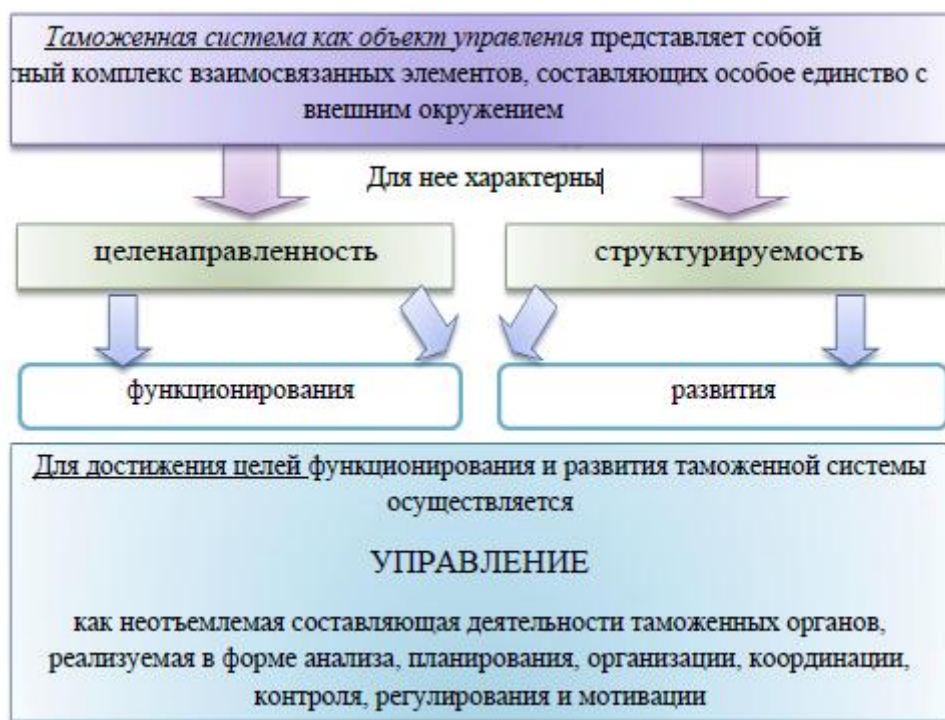 Таможенная система как объект управления представляет собой
комплекс взаимосвязанных элементов, составляющих особое единство с
внешним окружением
Для нее характерны
целенаправленность
структурируемость
функционирования
развития
Для достижения целей функционирования и развития таможенной системы
осуществляется
УПРАВЛЕНИЕ
как неотъемлемая составляющая деятельности таможенных органов,
реализуемая в форме анализа, планирования, организации, координации,
контроля, регулирования и мотивации